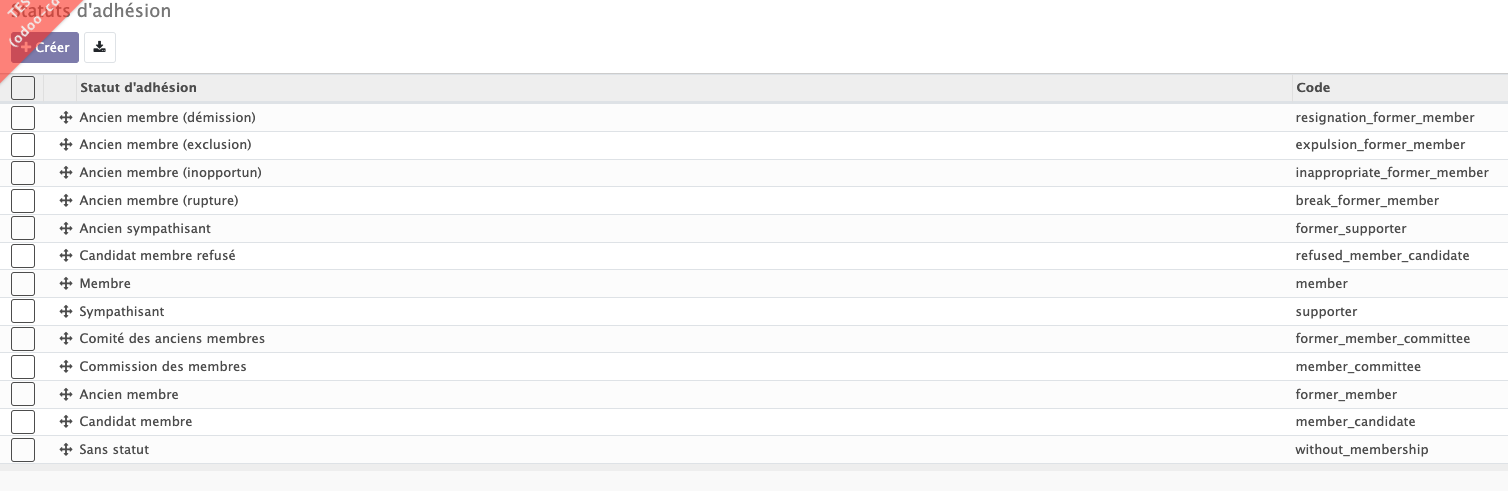 Statuts d'adhésion
TES
(odoo-co
+ Créer
Statut d'adhésion Code
Ancien membre (démission) resignation_former_member
Ancien membre (exclusion) expulsion_former_member
Ancien membre (inopportun) inappropriate_former_member
Ancien membre (rupture) break_former_member
Ancien sympathisant former_supporter
Candidat membre refusé refused_member_candidate
Membre member
Sympathisant supporter
Comité des anciens membres former_member_committee
Commission des membres member_committee
Ancien membre former_member
Candidat membre member_candidate
Sans statut without_membership